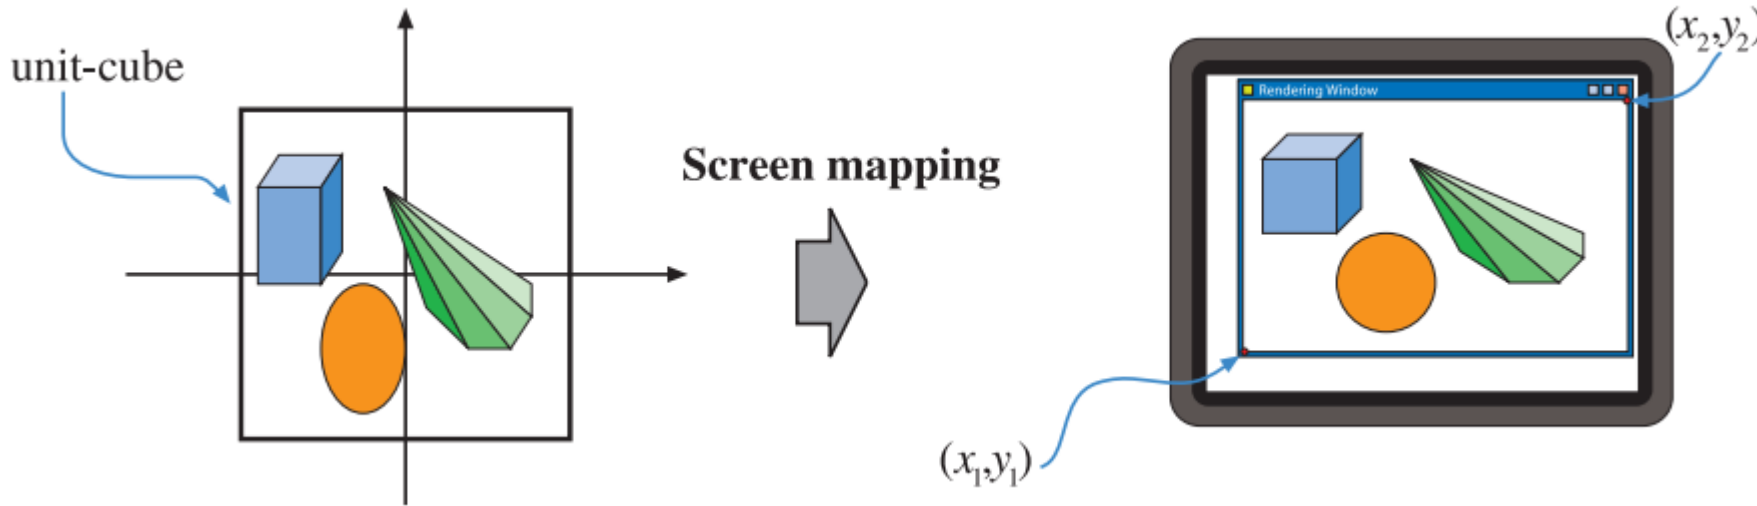 unit-cube
Screen mapping
(x₂,y₂)
Rendering Window
(x₁,y₁)